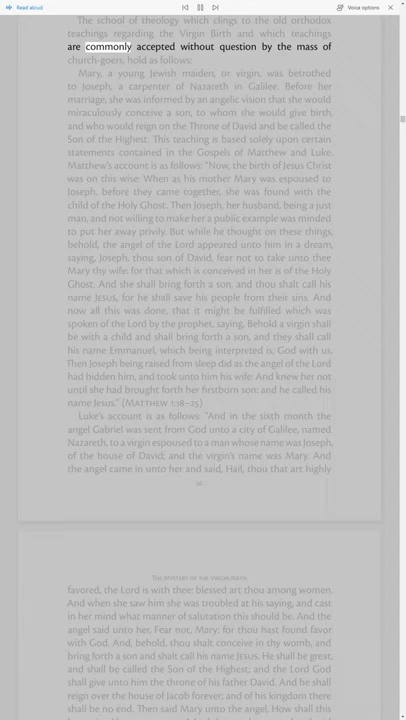 Read aloud
Voice options
The school of theology which clings to the old orthodox
teachings regarding the Virgin Birth and which teachings
are commonly accepted without question by the mass of
church-goers, hold as follows:
Mary, a young Jewish maiden, or virgin, was betrothed
to Joseph, a carpenter of Nazareth in Galilee. Before her
marriage, she was informed by an angelic vision that she would
miraculously conceive a son, to whom she would give birth,
and who would reign on the Throne of David and be called the
Son of the Highest. This teaching is based solely upon certain
statements contained in the Gospels of Matthew and Luke.
Matthew's account is as follows: "Now, the birth of Jesus Christ
was on this wise: When as his mother Mary was espoused to
Joseph, before they came together, she was found with the
child of the Holy Ghost. Then Joseph, her husband, being a just
man, and not willing to make her a public example was minded
to put her away privily. But while he thought on these things,
behold, the angel of the Lord appeared unto him in a dream,
saying, Joseph, thou son of David, fear not to take unto thee
Mary thy wife: for that which is conceived in her is of the Holy
Ghost. And she shall bring forth a son, and thou shalt call his
name JESUS, for he shall save his people from their sins. And
now all this was done, that it might be fulfilled which was
spoken of the Lord by the prophet, saying, Behold a virgin shall
be with a child and shall bring forth a son, and they shall call
his name Emmanuel, which being interpreted is, God with us.
Then Joseph being raised from sleep did as the angel of the Lord
had bidden him, and took unto him his wife: And knew her not
until she had brought forth her firstborn son: and he called his
name Jesus." (MATTHEW 1:18–25)
Luke's account is as follows: "And in the sixth month the
angel Gabriel was sent from God unto a city of Galilee, named
Nazareth, to a virgin espoused to a man whose name was Joseph,
of the house of David; and the virgin's name was Mary. And
the angel came in unto her and said, Hail, thou that art highly
THE MYSTERY OF THE VIRGIN BIRTH
favored, the Lord is with thee: blessed art thou among women.
And when she saw him she was troubled at his saying, and cast
in her mind what manner of salutation this should be. And the
angel said unto her, Fear not, Mary: for thou hast found favor
with God. And, behold, thou shalt conceive in thy womb, and
bring forth a son and shalt call his name JESUS. He shall be great,
and shall be called the Son of the Highest; and the Lord God
shall give unto him the throne of his father David. And he shall
reign over the house of Jacob forever; and of his kingdom there
shall be no end. Then said Mary unto the angel, How shall this